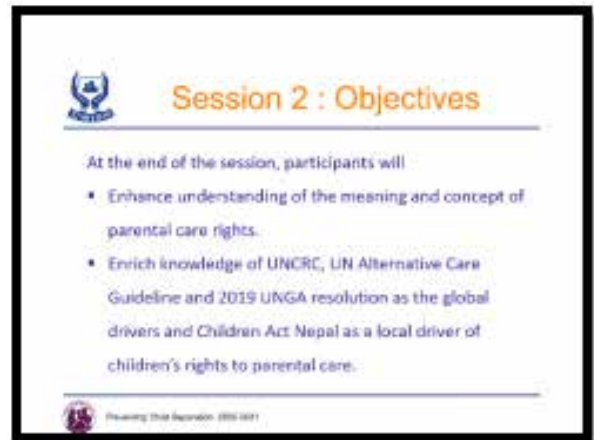 Session 2 : Objectives
At the end of the session, participants will
▪ Enhance understanding of the meaning and concept of
parental care rights.
▪ Enrich knowledge of UNCRC, UN Alternative Care
Guideline and 2019 UNGA resolution as the global
drivers and Children Act Nepal as a local driver of
children's rights to parental care.
Preventing Child Separation